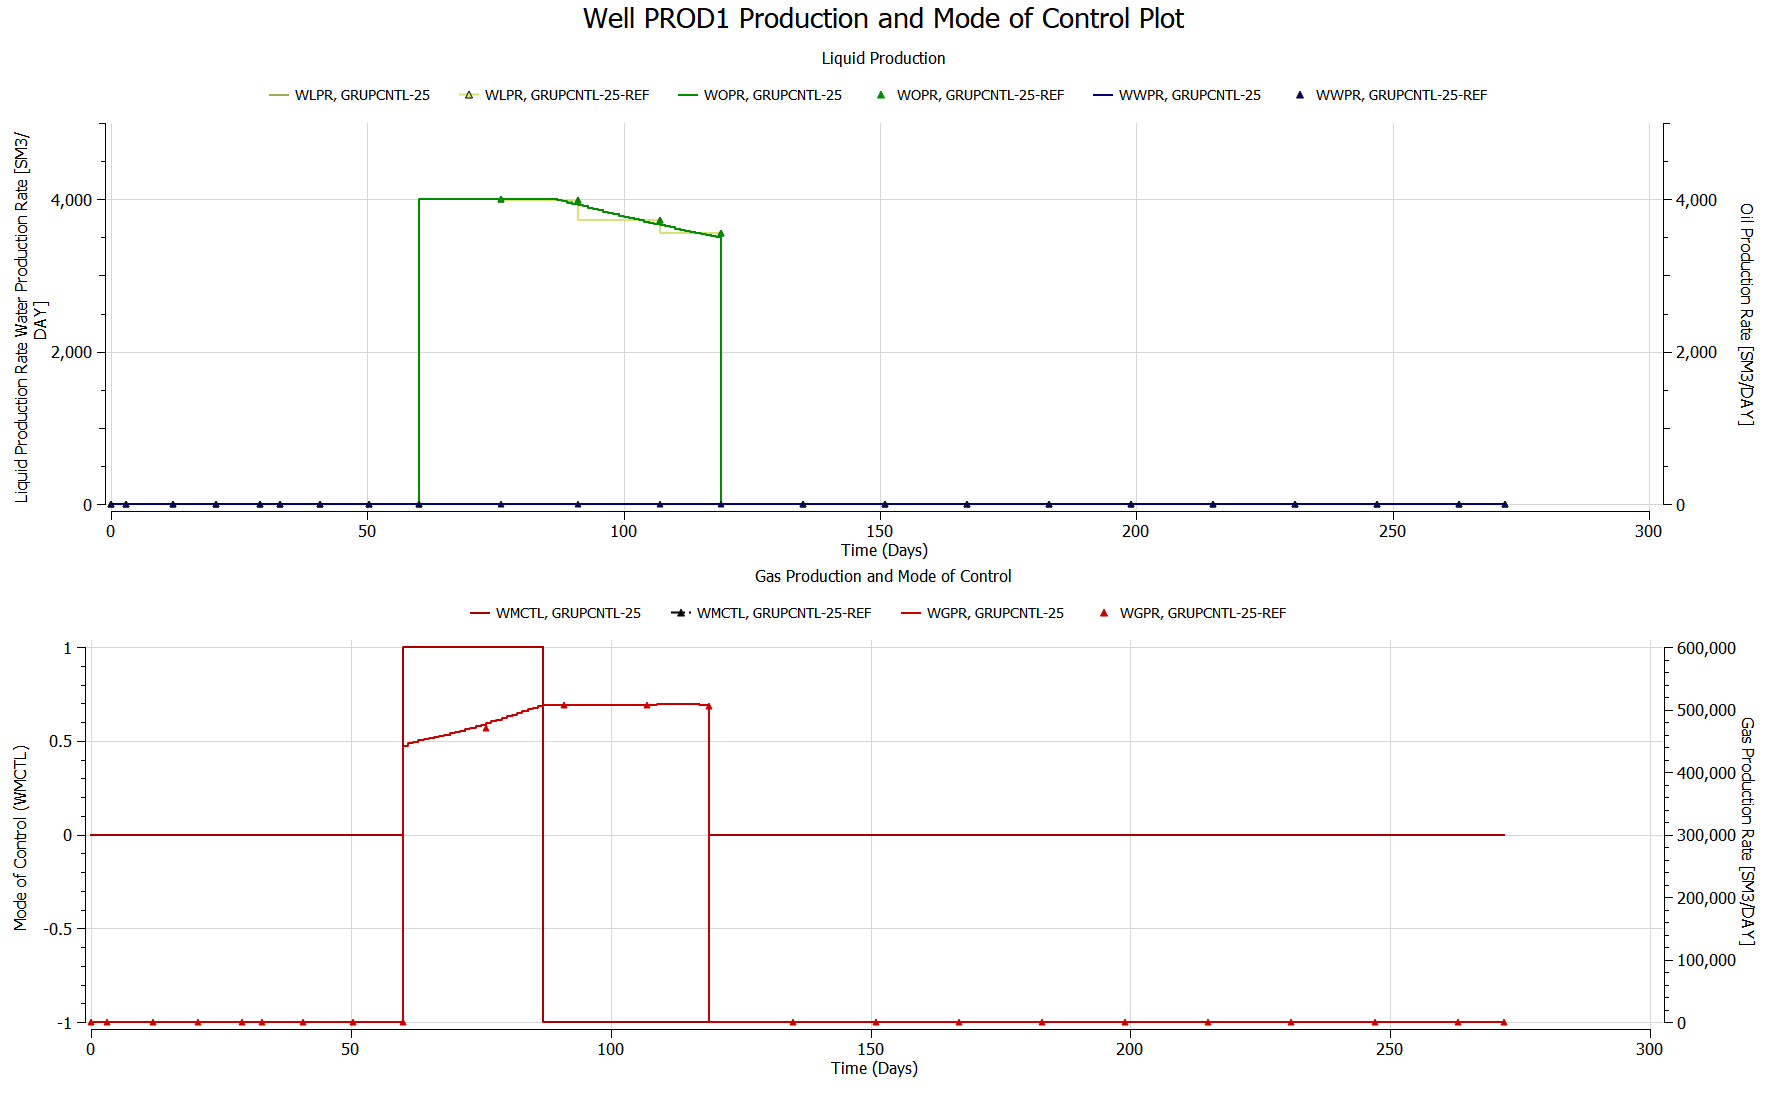 Well PROD1 Production and Mode of Control Plot
Liquid Production
WLPR, GRUPCNTL-25 WLPR, GRUPCNTL-25-REF WOPR, GRUPCNTL-25 WOPR, GRUPCNTL-25-REF WWPR, GRUPCNTL-25 WWPR, GRUPCNTL-25-REF
Liquid Production Rate Water Production Rate [SM3/
DAY]
4,000
2,000
0
4,000
2,000
0
Oil Production Rate [SM3/DAY]
0 50 100 150 200 250 300
Time (Days)
Gas Production and Mode of Control
WMCTL, GRUPCNTL-25 WMCTL, GRUPCNTL-25-REF WGPR, GRUPCNTL-25 WGPR, GRUPCNTL-25-REF
Mode of Control (WMCTL)
1
0.5
0
-0.5
-1
600,000
500,000
400,000
300,000
200,000
100,000
0
Gas Production Rate [SM3/DAY]
0 50 100 150 200 250 300
Time (Days)